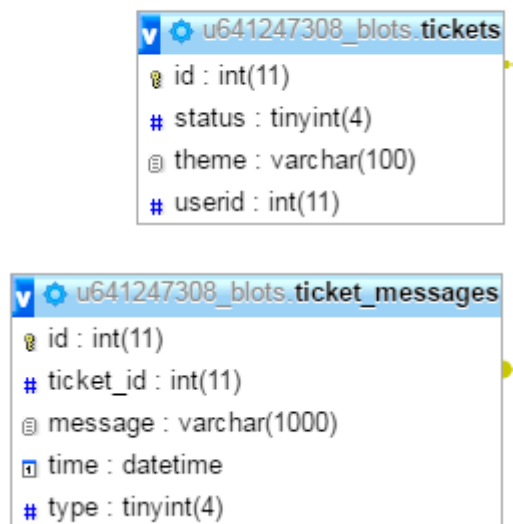 u641247308_blots.tickets
id : int(11)
# status : tinyint(4)
theme : varchar(100)
# userid : int(11)
u641247308_blots.ticket_messages
id : int(11)
# ticket_id : int(11)
message : varchar(1000)
time : datetime
# type : tinyint(4)